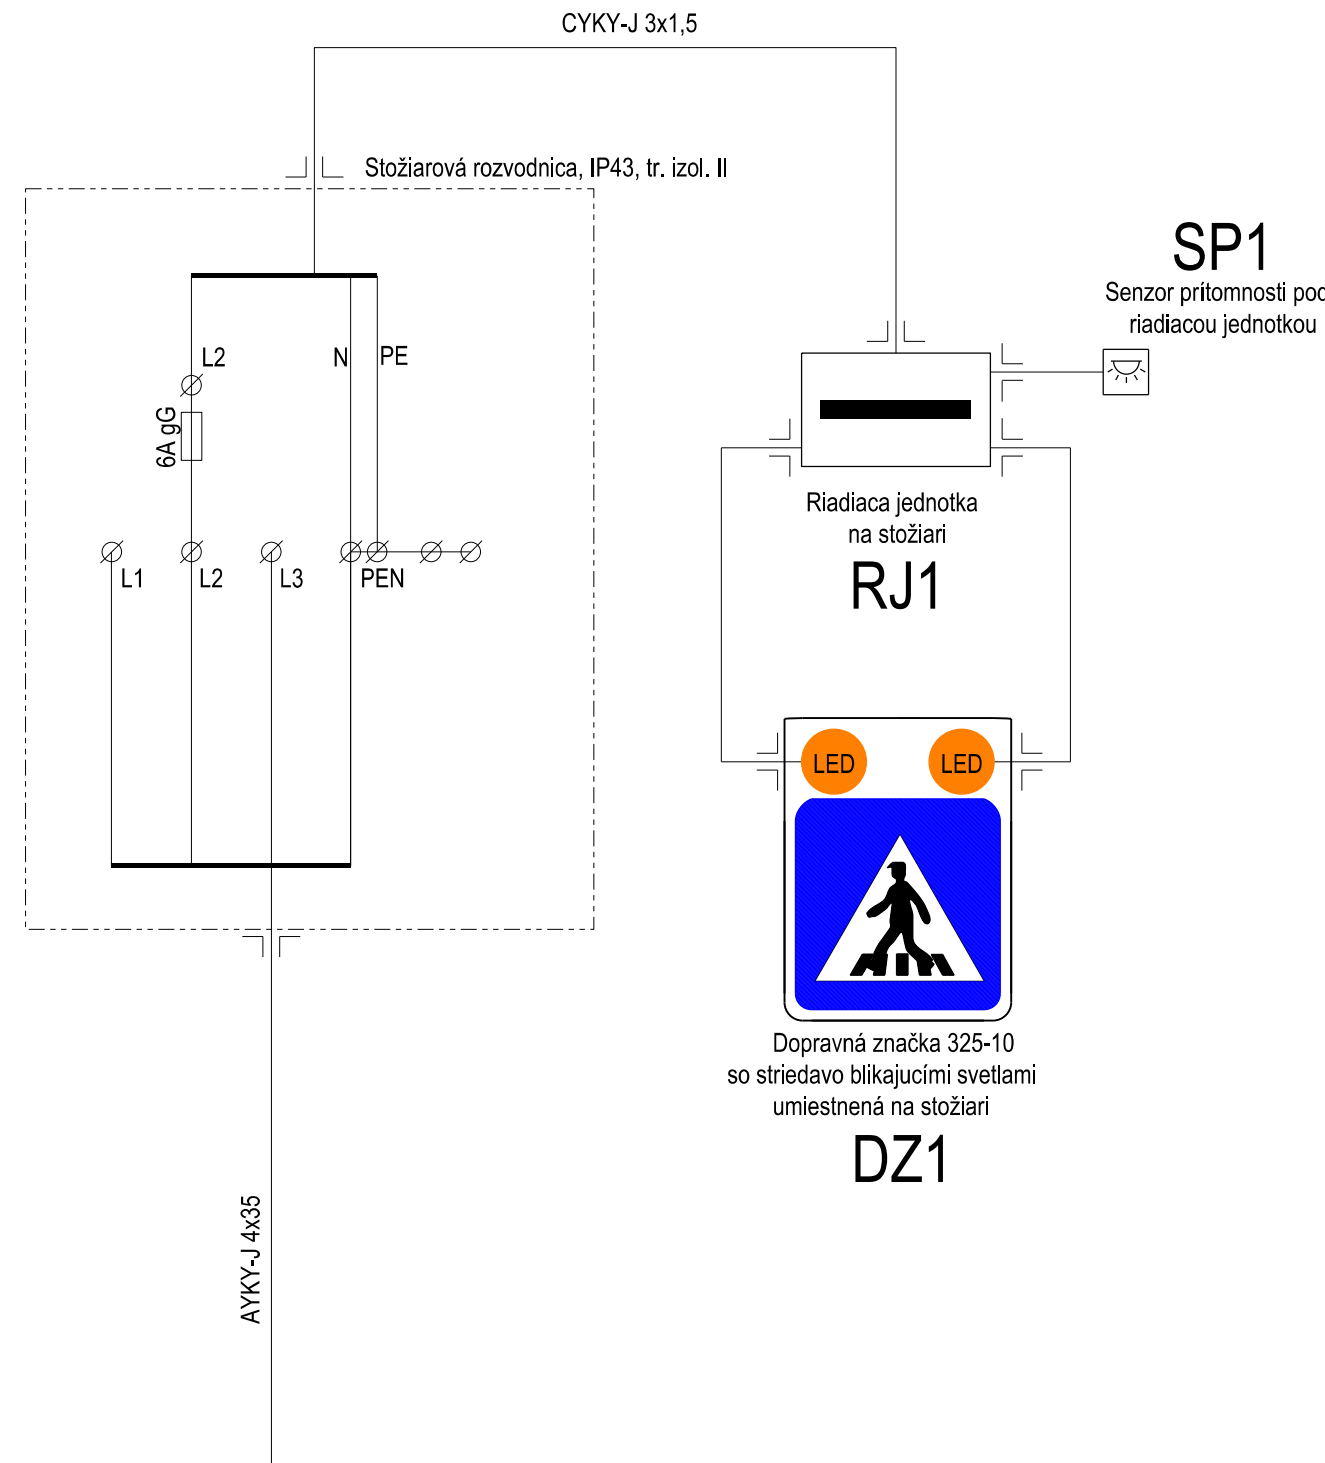 CYKY-J 3x1,5
Stožiarová rozvodnica, IP43, tr. izol. II
SP1
Senzor prítomnosti pod
riadiacou jednotkou
L2
N
PE
6A gG
L1
L2
L3
PEN
Riadiaca jednotka
na stožiari
RJ1
LED
LED
Dopravná značka 325-10
so striedavo blikajucími svetlami
umiestnená na stožiari
DZ1
AYKY-J 4x35